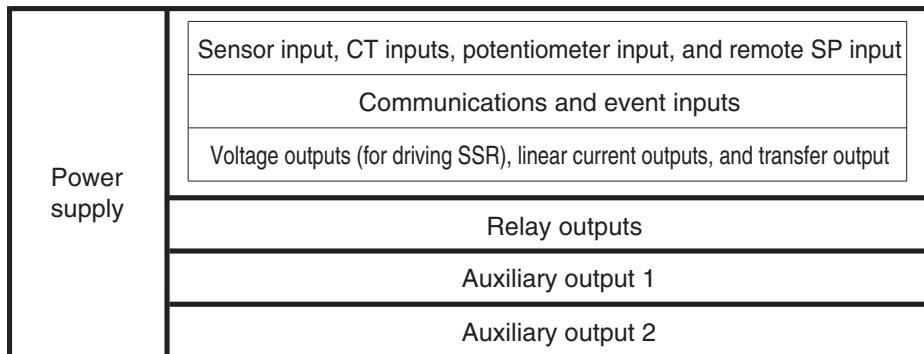 Power
supply
Sensor input, CT inputs, potentiometer input, and remote SP input
Communications and event inputs
Voltage outputs (for driving SSR), linear current outputs, and transfer output
Relay outputs
Auxiliary output 1
Auxiliary output 2